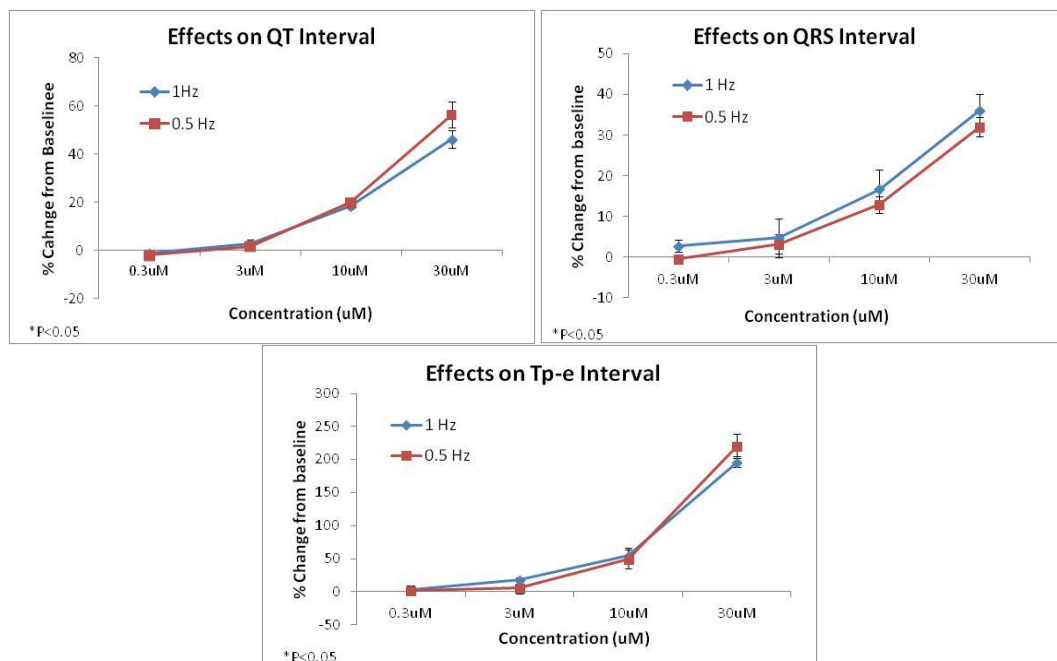 Effects on QT Interval
% Cahnge from Baselinee
80
60
40
20
0
-20
1Hz
0.5 Hz
0.3uM 3uM 10uM 30uM
Concentration (uM)
*P<0.05
Effects on QRS Interval
% Change from baseline
50
40
30
20
10
0
-10
1 Hz
0.5 Hz
0.3uM 3uM 10uM 30uM
Concentration (uM)
*P<0.05
Effects on Tp-e Interval
% Change from baseline
300
250
200
150
100
50
0
-50
1 Hz
0.5 Hz
0.3uM 3uM 10uM 30uM
Concentration (uM)
*P<0.05